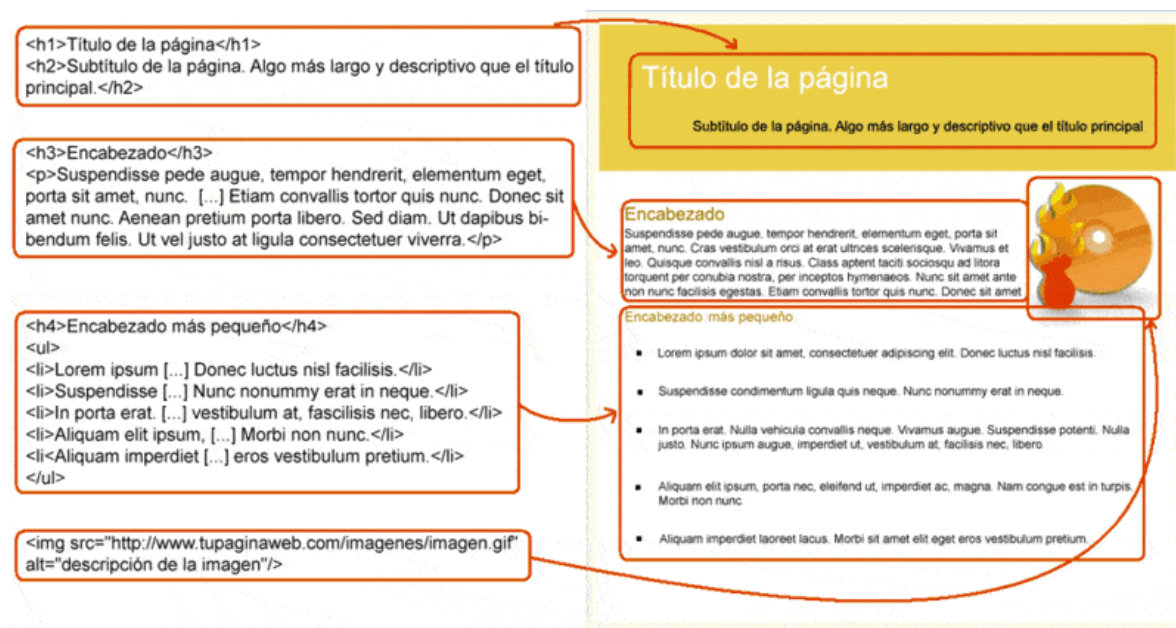 <h1>Título de la página</h1>
<h2>Subtítulo de la página. Algo más largo y descriptivo que el título
principal.</h2>
<h3>Encabezado</h3>
<p>Suspendisse pede augue, tempor hendrerit, elementum eget,
porta sit amet, nunc. [...] Etiam convallis tortor quis nunc. Donec sit
amet nunc. Aenean pretium porta libero. Sed diam. Ut dapibus bi-
bendum felis. Ut vel justo at ligula consectetuer viverra.</p>
<h4>Encabezado más pequeño</h4>
<ul>
<li>Lorem ipsum [...] Donec luctus nisl facilisis.</li>
<li>Suspendisse [...] Nunc nonummy erat in neque.</li>
<li>In porta erat. [...] vestibulum at, fascilisis nec, libero.</li>
<li>Aliquam elit ipsum, [...] Morbi non nunc.</li>
<li<Aliquam imperdiet [...] eros vestibulum pretium.</li>
</ul>
<img src="http://www.tupaginaweb.com/imagenes/imagen.gif"
alt="descripción de la imagen"/>
Título de la página
Subtítulo de la página. Algo más largo y descriptivo que el título principal
Encabezado
Suspendisse pede augue, tempor hendrerit, elementum eget, porta sit
amet, nunc. Cras vestibulum orci at erat ultrices scelerisque. Vivamus et
leo. Quisque convallis nisl a risus. Class aptent taciti sociosqu ad litora
torquent per conubia nostra, per inceptos hymenaeos. Nunc sit amet ante
non nunc facilisis egestas. Etiam convallis tortor quis nunc. Donec sit amet
Encabezado más pequeño
Lorem ipsum dolor sit amet, consectetuer adipiscing elit. Donec luctus nisl facilisis.
Suspendisse condimentum ligula quis neque. Nunc nonummy erat in neque.
In porta erat. Nulla vehicula convallis neque. Vivamus augue. Suspendisse potenti. Nulla
justo. Nunc ipsum augue, imperdiet ut, vestibulum at, facilisis nec, libero.
Aliquam elit ipsum, porta nec, eleifend ut, imperdiet ac, magna. Nam congue est in turpis.
Morbi non nunc
Aliquam imperdiet laoreet lacus. Morbi sit amet elit eget eros vestibulum pretium.